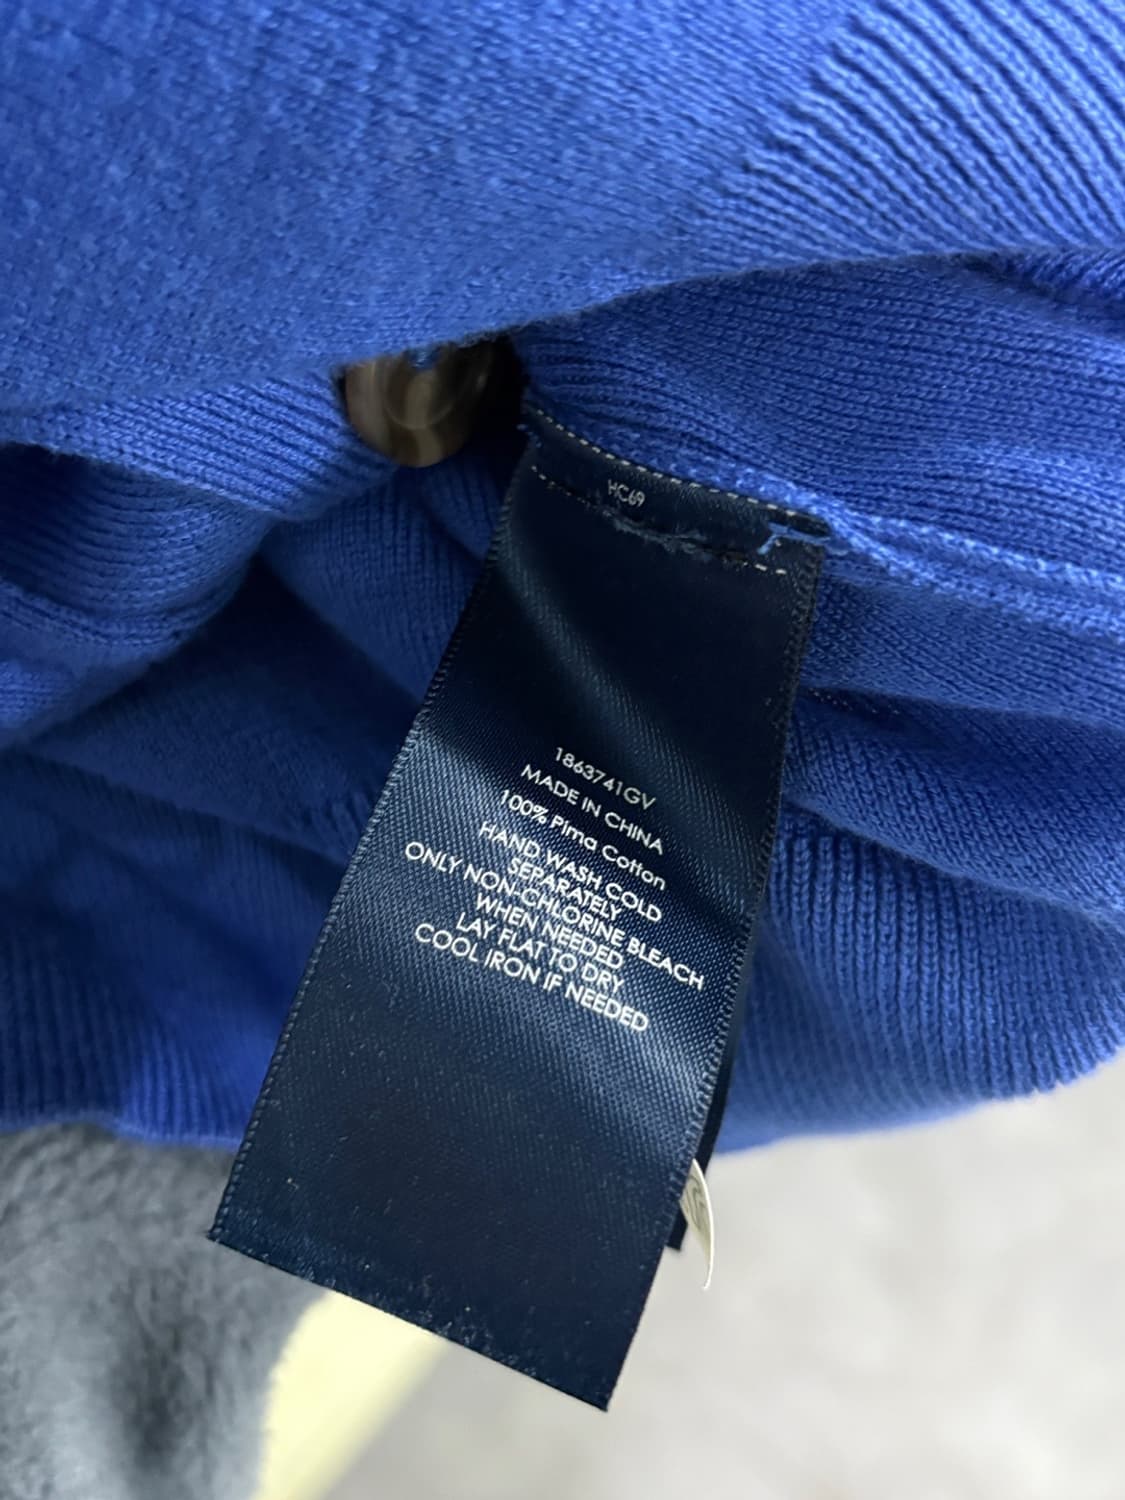 HC69
1863741GV
MADE IN CHINA
100% Pima Cotton
HAND WASH COLD
SEPARATELY
ONLY NON-CHLORINE BLEACH
WHEN NEEDED
LAY FLAT TO DRY
COOL IRON IF NEEDED